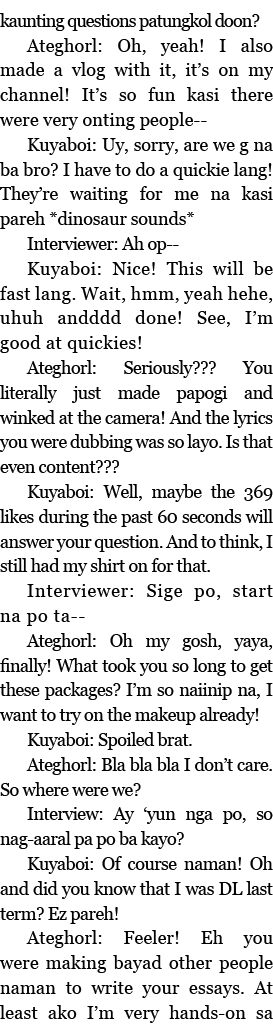 kaunting questions patungkol doon?
Ateghorl: Oh, yeah! I also
made a vlog with it, it's on my
channel! It's so fun kasi there
were very onting people--
Kuyaboi: Uy, sorry, are we g na
ba bro? I have to do a quickie lang!
They're waiting for me na kasi
pareh *dinosaur sounds*
Interviewer: Ah op--
Kuyaboi: Nice! This will be
fast lang. Wait, hmm, yeah hehe,
uhuh andddd done! See, I'm
good at quickies!
Ateghorl: Seriously??? You
literally just made papogi and
winked at the camera! And the lyrics
you were dubbing was so layo. Is that
even content???
Kuyaboi: Well, maybe the 369
likes during the past 60 seconds will
answer your question. And to think, I
still had my shirt on for that.
Interviewer: Sige po, start
na po ta--
Ateghorl: Oh my gosh, yaya,
finally! What took you so long to get
these packages? I'm so naiinip na, I
want to try on the makeup already!
Kuyaboi: Spoiled brat.
Ateghorl: Bla bla bla I don't care.
So where were we?
Interview: Ay 'yun nga po, so
nag-aaral pa po ba kayo?
Kuyaboi: Of course naman! Oh
and did you know that I was DL last
term? Ez pareh!
Ateghorl: Feeler! Eh you
were making bayad other people
naman to write your essays. At
least ako I'm very hands-on sa